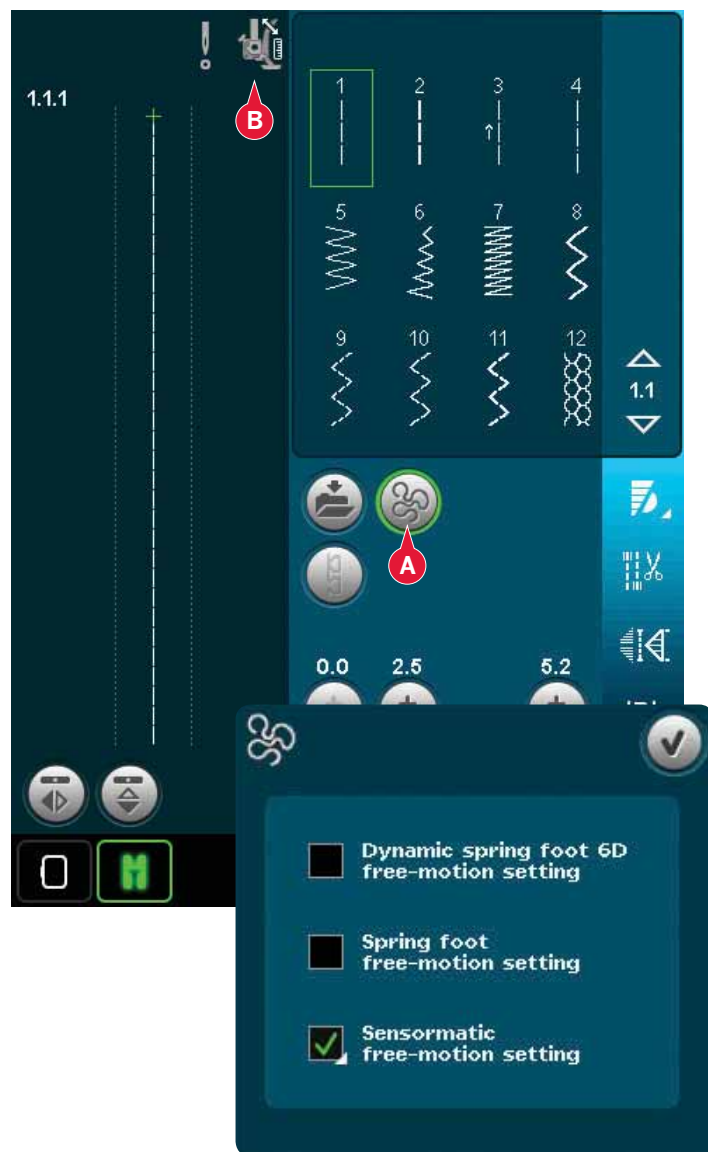 B
1.1.1
1 2 3 4
5 6 7 8
9 10 11 12
1.1
A
0.0 2.5 5.2
Dynamic spring foot 6D
free-motion setting
Spring foot
free-motion setting
Sensormatic
free-motion setting